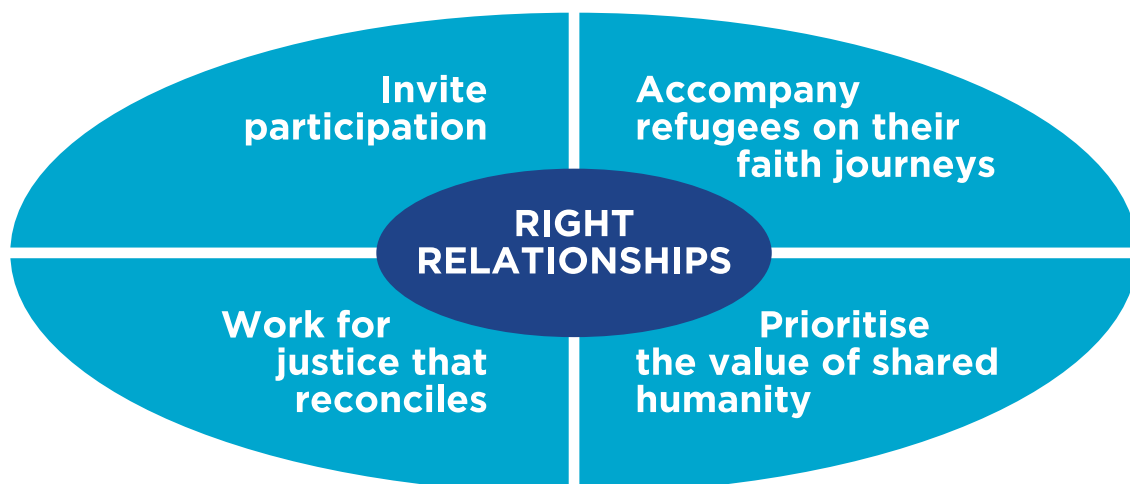 Invite
participation
Accompany
refugees on their
faith journeys
RIGHT
RELATIONSHIPS
Work for
justice that
reconciles
Prioritise
the value of shared
humanity